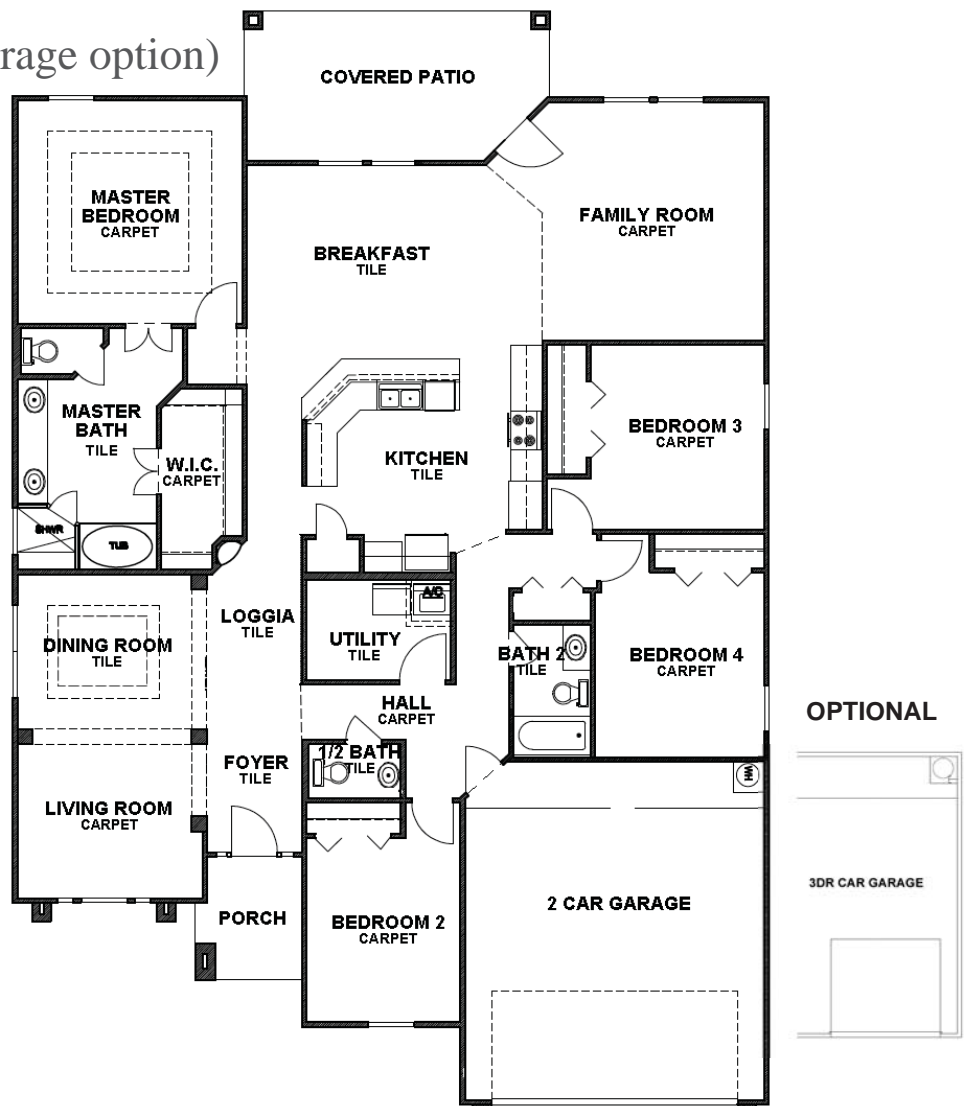 rage option)
COVERED PATIO
MASTER
BEDROOM
CARPET
FAMILY ROOM
CARPET
BREAKFAST
TILE
MASTER
BATH
TILE
W.I.C.
CARPET
KITCHEN
TILE
BEDROOM 3
CARPET
SHWR
TUB
LOGGIA
TILE
A/C
UTILITY
TILE
DINING ROOM
TILE
BATH 2
TILE
BEDROOM 4
CARPET
HALL
CARPET
OPTIONAL
1/2 BATH
TILE
FOYER
TILE
WH
LIVING ROOM
CARPET
3DR CAR GARAGE
PORCH
BEDROOM 2
CARPET
2 CAR GARAGE